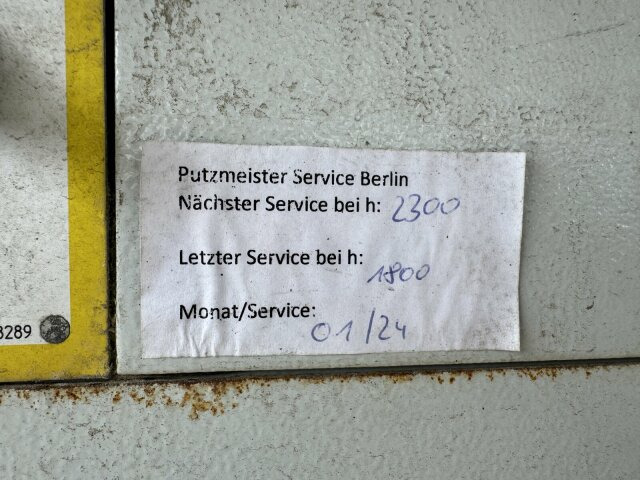 Putzmeister Service Berlin
Nächster Service bei h: 2300
Letzter Service bei h:
1800
Monat/Service:
01/24
3289